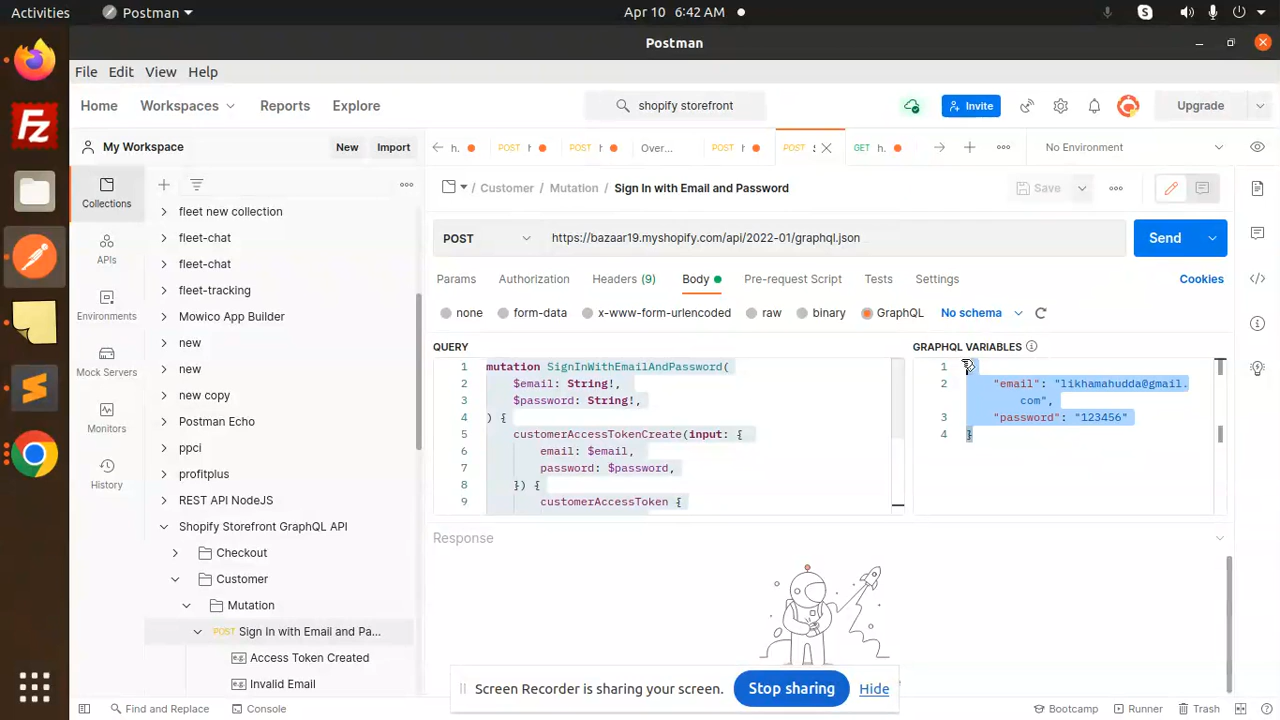 Activities Postman Apr 10 6:42 AM
Postman
File Edit View Help
Home Workspaces Reports Explore shopify storefront Invite Upgrade
My Workspace New Import
h. POST h POST h Over... POST h POST s GET h. No Environment
Collections
APIs
Environments
Mock Servers
Monitors
History
fleet new collection
fleet-chat
fleet-chat
fleet-tracking
Mowico App Builder
new
new
new copy
Postman Echo
ppci
profitplus
REST API NodeJS
Shopify Storefront GraphQL API
Checkout
Customer
Mutation
POST Sign In with Email and Pa...
e.g. Access Token Created
e.g. Invalid Email
Customer / Mutation / Sign In with Email and Password Save
POST https://bazaar19.myshopify.com/api/2022-01/graphql.json Send
Params Authorization Headers (9) Body Pre-request Script Tests Settings Cookies
none form-data x-www-form-urlencoded raw binary GraphQL No schema
QUERY
1 mutation SignInWithEmailAndPassword(
2 $email: String!,
3 $password: String!,
4 ) {
5 customerAccessTokenCreate(input: {
6 email: $email,
7 password: $password,
8 }) {
9 customerAccessToken {
GRAPHQL VARIABLES
1
2 "email": "likhamahudda@gmail.
com",
3 "password": "123456"
4 }
Response
Screen Recorder is sharing your screen. Stop sharing Hide
Find and Replace Console Bootcamp Runner Trash